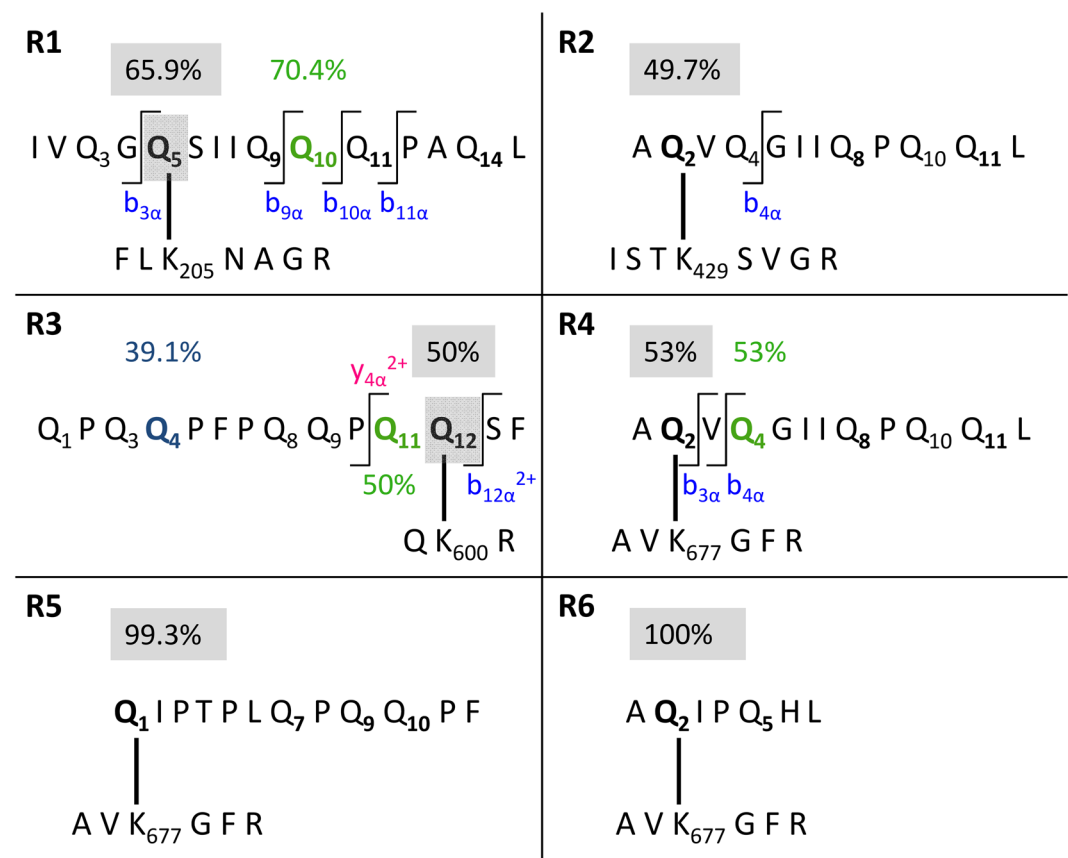 R1
65.9% 70.4%
I V Q3 G Q5 S I I Q9 Q10 Q11 P A Q14 L
b3α b9α b10α b11α
F L K205 N A G R
R2
49.7%
A Q2 V Q4 G I I Q8 P Q10 Q11 L
b4α
I S T K429 S V G R
R3
39.1% 50%
y4α2+
Q1 P Q3 Q4 P F P Q8 Q9 P Q11 Q12 S F
50% b12α2+
Q K600 R
R4
53% 53%
A Q2 V Q4 G I I Q8 P Q10 Q11 L
b3α b4α
A V K677 G F R
R5
99.3%
Q1 I P T P L Q7 P Q9 Q10 P F
A V K677 G F R
R6
100%
A Q2 I P Q5 H L
A V K677 G F R